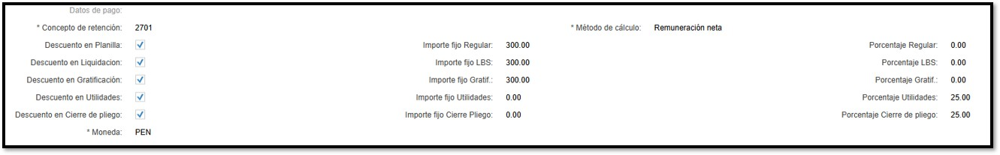 Datos de pago:
* Concepto de retención: 2701 * Método de cálculo: Remuneración neta
Descuento en Planilla: Importe fijo Regular: 300.00 Porcentaje Regular: 0.00
Descuento en Liquidacion: Importe fijo LBS: 300.00 Porcentaje LBS: 0.00
Descuento en Gratificación: Importe fijo Gratif.: 300.00 Porcentaje Gratif.: 0.00
Descuento en Utilidades: Importe fijo Utilidades: 0.00 Porcentaje Utilidades: 25.00
Descuento en Cierre de pliego: Importe fijo Cierre Pliego: 0.00 Porcentaje Cierre de pliego: 25.00
* Moneda: PEN